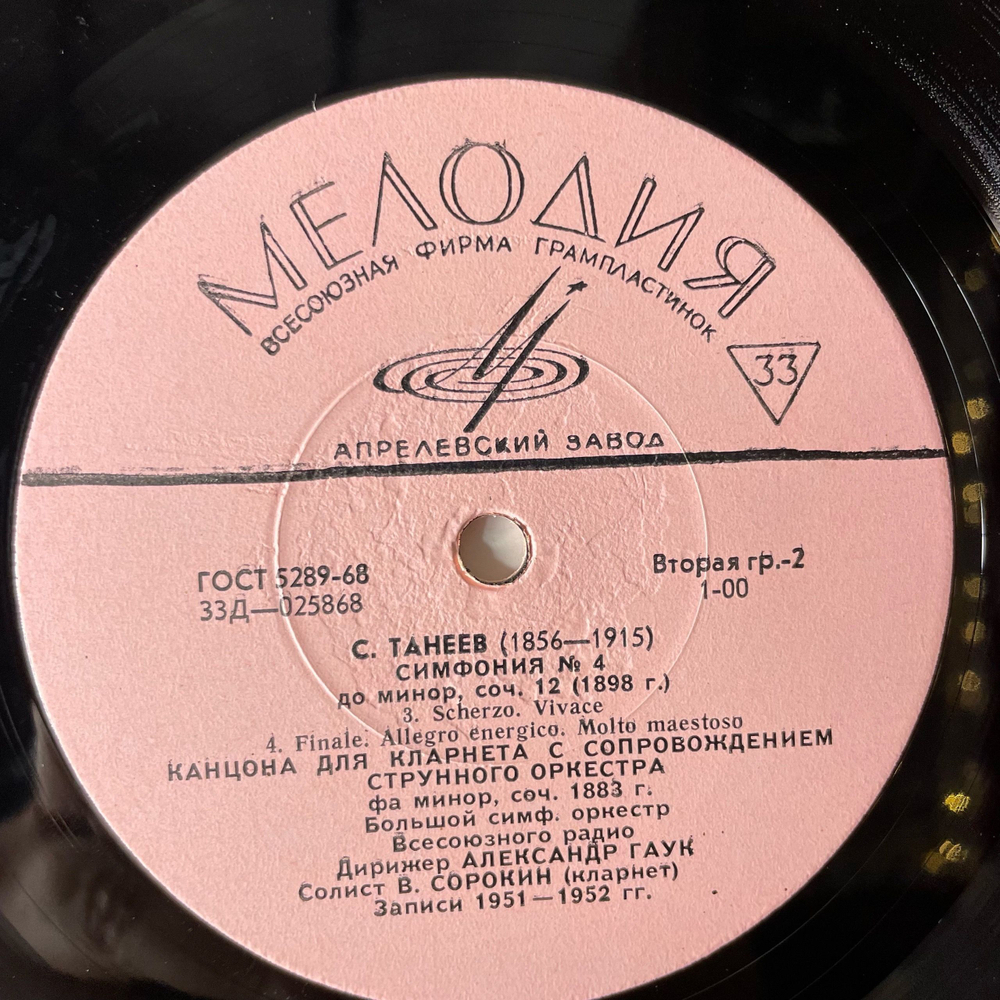 МЕЛОДИЯ
ВСЕСОЮЗНАЯ ФИРМА ГРАМПЛАСТИНОК
33
АПРЕЛЕВСКИЙ ЗАВОД
ГОСТ 5289-68
Вторая гр.-2
33Д—025868
1-00
С. ТАНЕЕВ (1856—1915)
СИМФОНИЯ № 4
до минор, соч. 12 (1898 г.)
3. Scherzo. Vivace
4. Finale. Allegro energico. Molto maestoso
КАНЦОНА ДЛЯ КЛАРНЕТА С СОПРОВОЖДЕНИЕМ
СТРУННОГО ОРКЕСТРА
фа минор, соч. 1883 г.
Большой симф. оркестр
Всесоюзного радио
Дирижер АЛЕКСАНДР ГАУК
Солист В. СОРОКИН (кларнет)
Записи 1951—1952 гг.